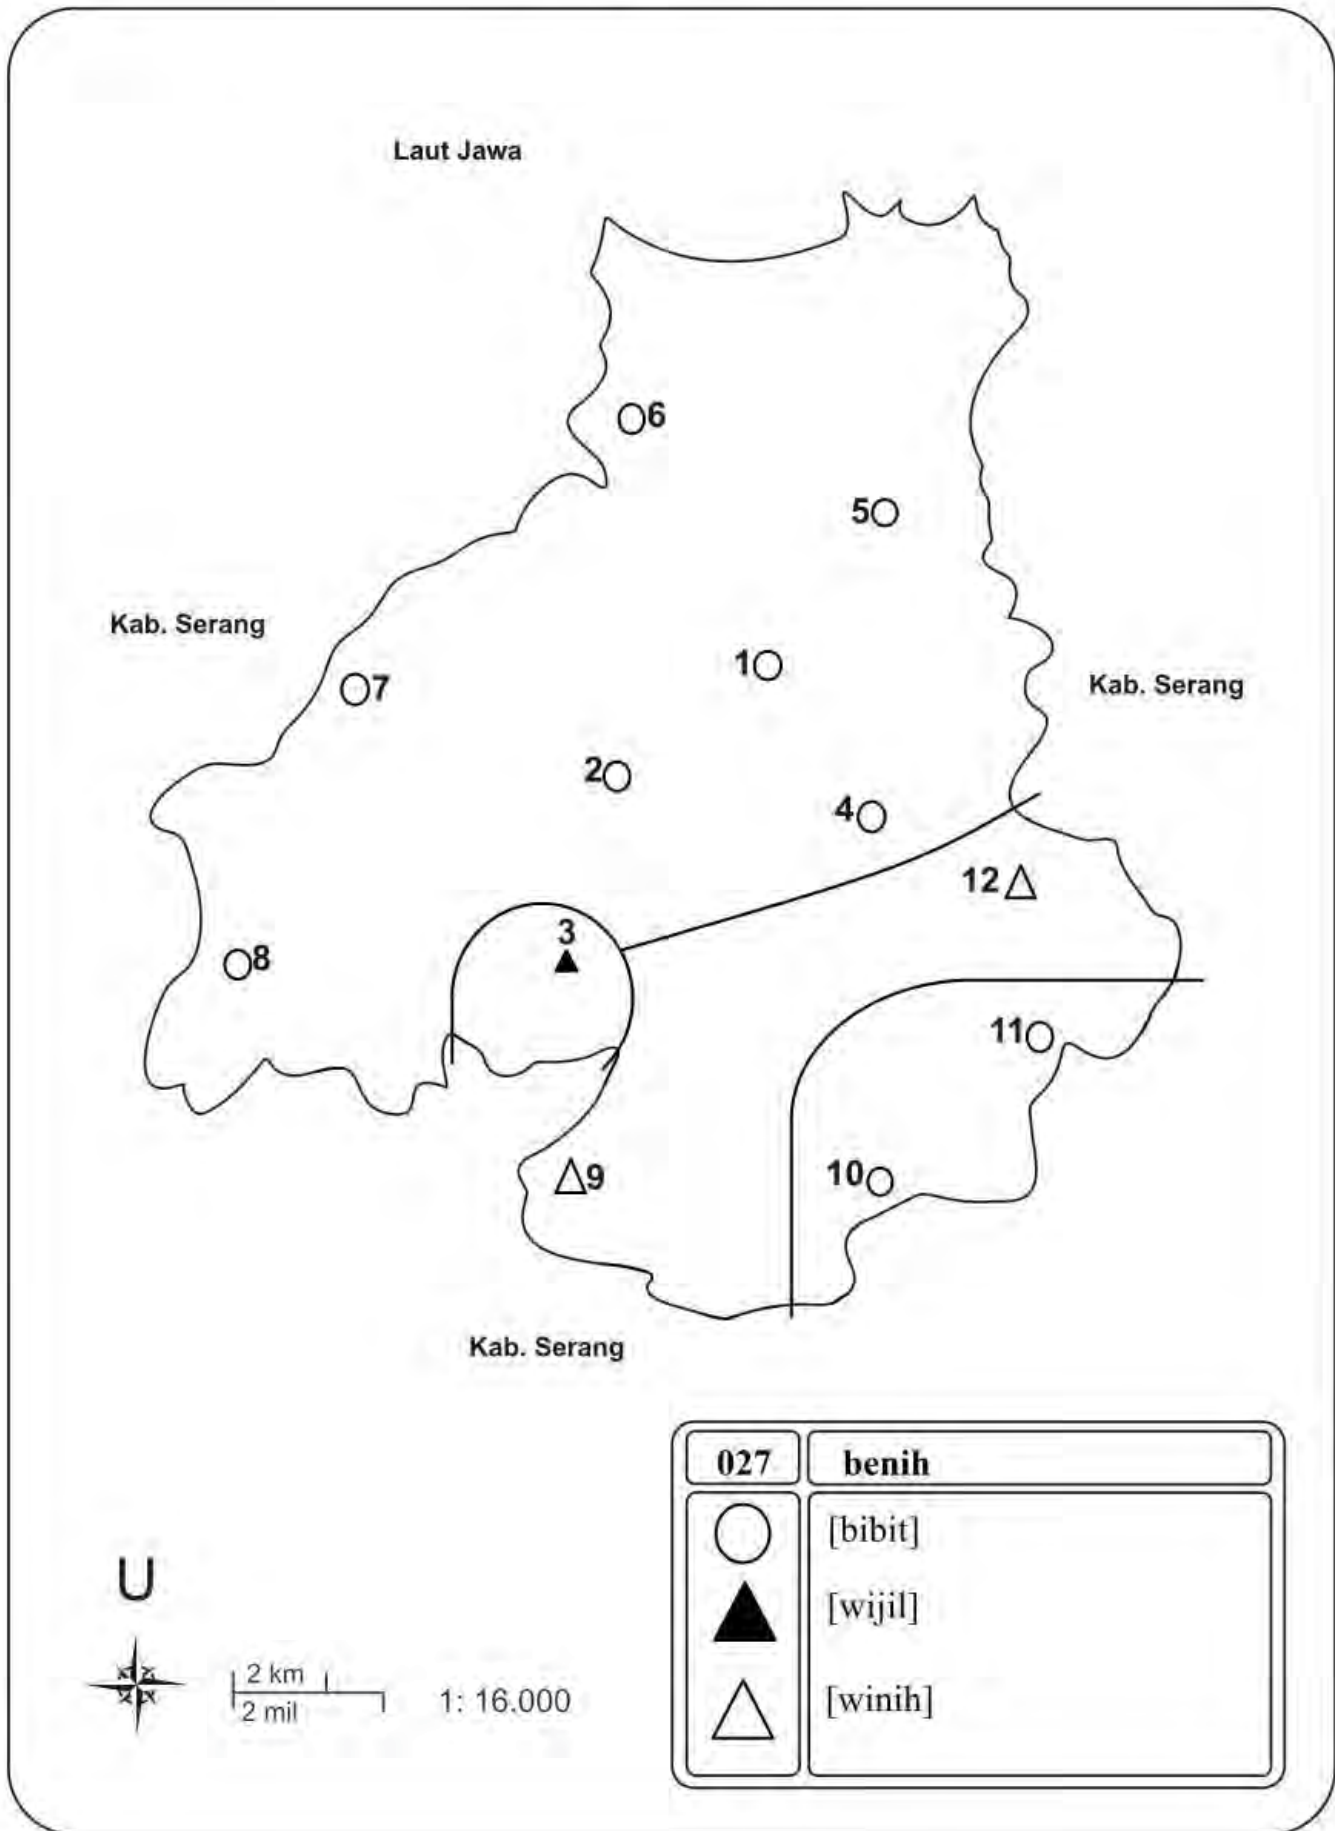 Laut Jawa
6
5
Kab. Serang
1
7
Kab. Serang
2
4
12
3
8
11
10
9
Kab. Serang
027 benih
[bibit]
[wijil]
[winih]
U
2 km
2 mil
1: 16.000